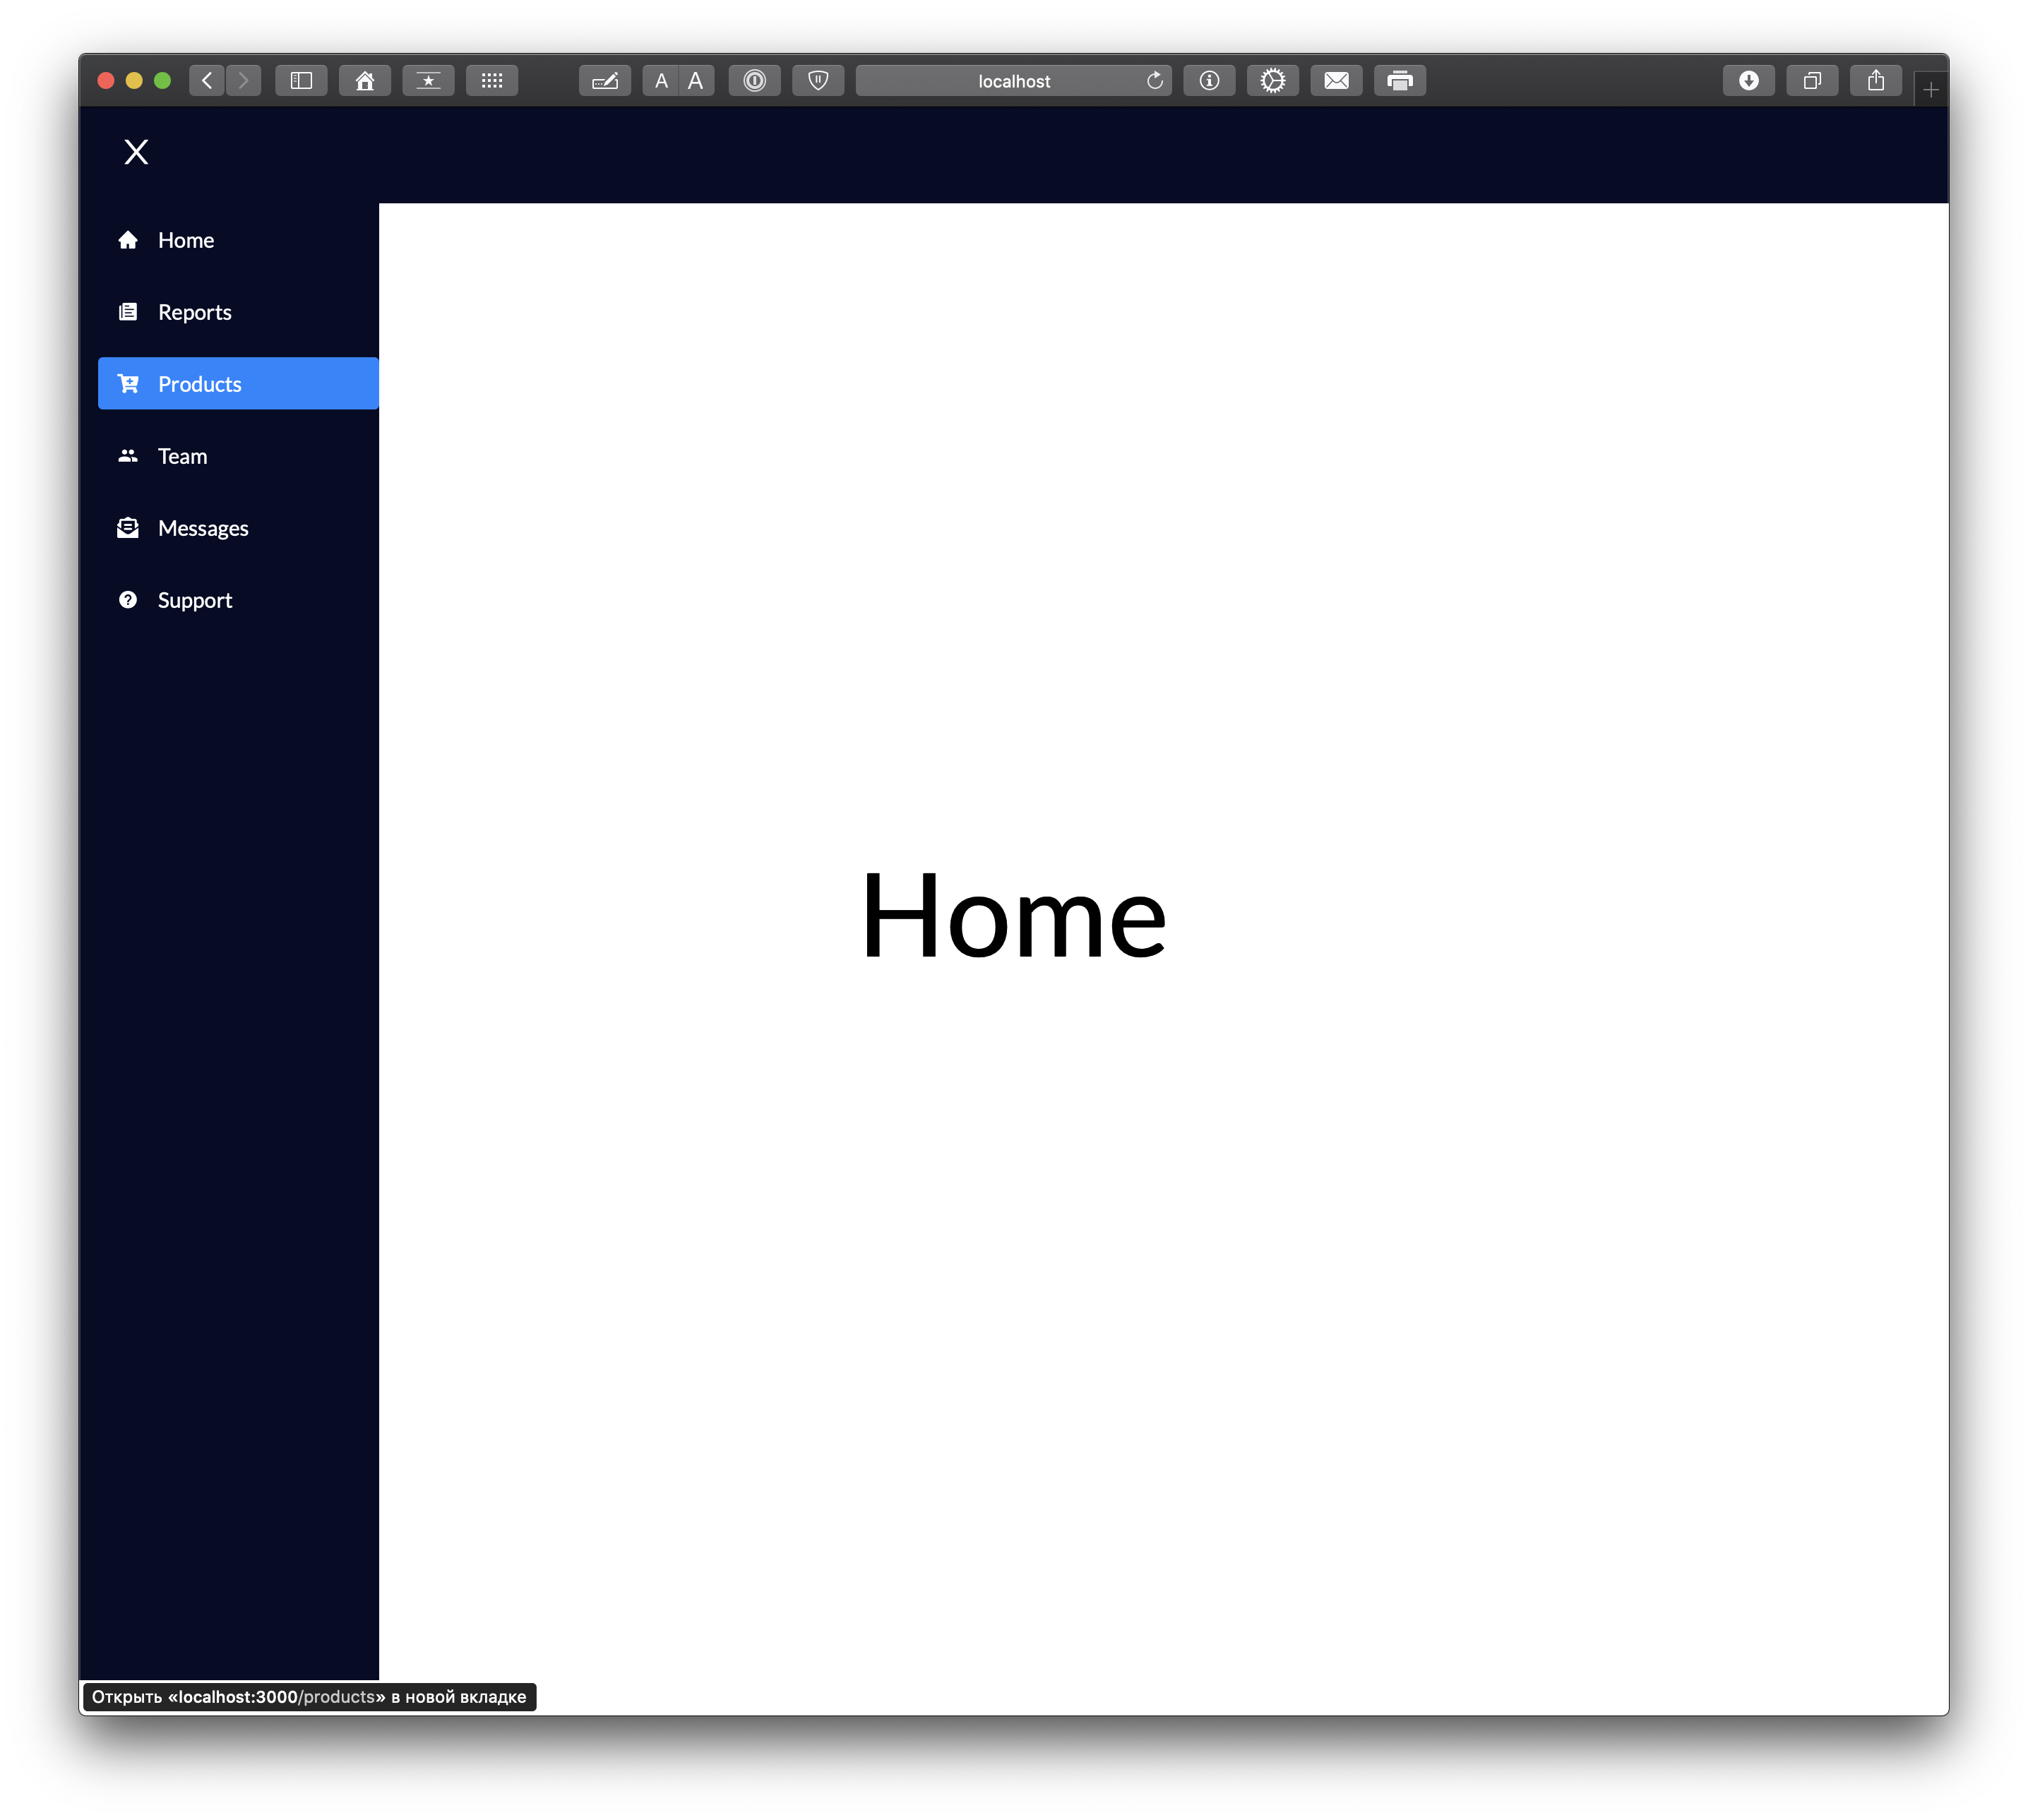 A A
localhost
Home
Reports
Products
Team
Messages
Support
Home
Открыть «localhost:3000/products» в новой вкладке